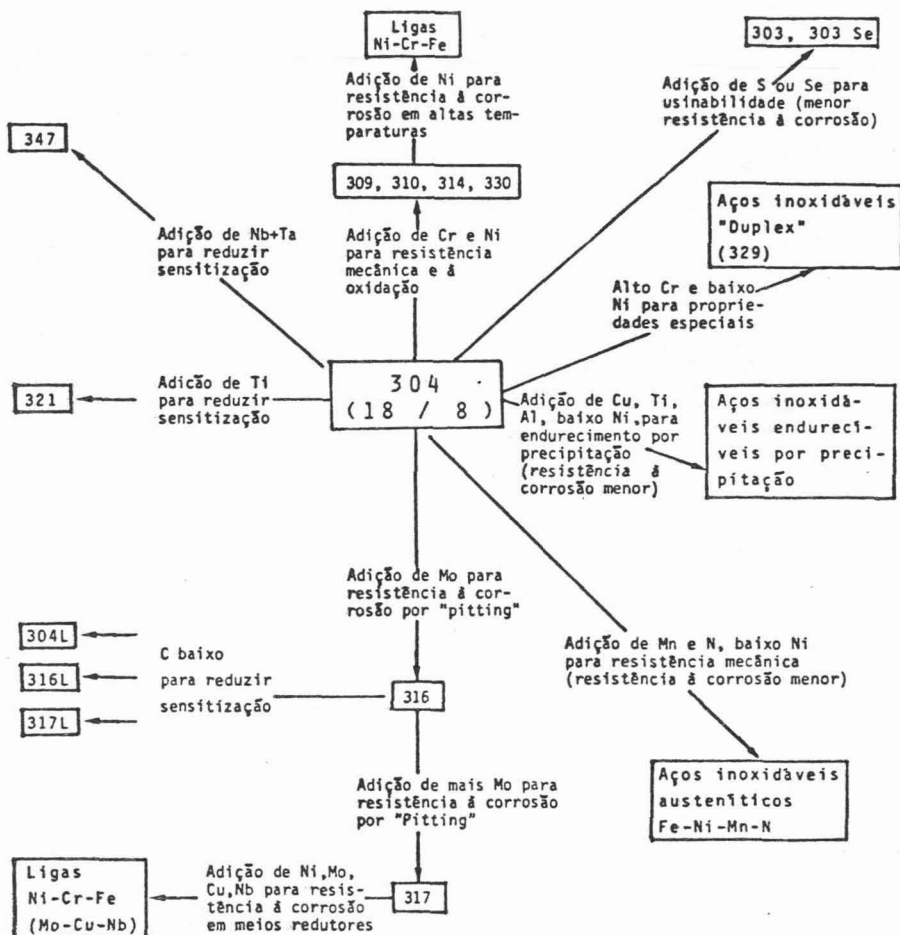 Ligas
Ni-Cr-Fe
303, 303 Se
Adição de Ni para
resistência à cor-
rosão em altas tem-
paraturas
Adição de S ou Se para
usinabilidade (menor
resistência à corrosão)
347
309, 310, 314, 330
Aços inoxidáveis
"Duplex"
(329)
Adição de Nb+Ta
para reduzir
sensitização
Adição de Cr e Ni
para resistência
mecânica e à
oxidação
Alto Cr e baixo
Ni para proprie-
dades especiais
304
(18 / 8)
321
Adicão de Ti
para reduzir
sensitização
Adição de Cu, Ti,
Al, baixo Ni,para
endurecimento por
precipitação
(resistência à
corrosão menor)
Aços inoxidá-
veis endurecí-
veis por preci-
pitação
Adição de Mo para
resistência à cor-
rosão por "pitting"
Adição de Mn e N, baixo Ni
para resistência mecânica
(resistência à corrosão menor)
304L
316L
317L
C baixo
para reduzir
sensitização
316
Adição de mais Mo para
resistência à corrosão
por "Pitting"
Aços inoxidáveis
austeníticos
Fe-Ni-Mn-N
Ligas
Ni-Cr-Fe
(Mo-Cu-Nb)
Adição de Ni,Mo,
Cu,Nb para resis-
tência à corrosão
em meios redutores
317